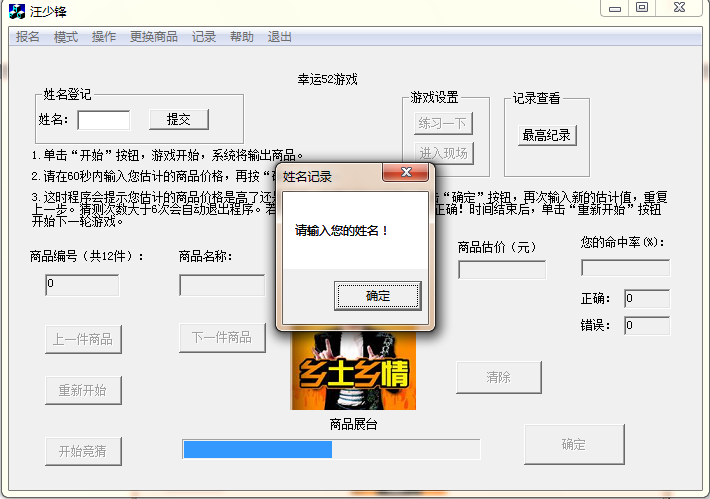 汪少锋
报名 模式 操作 更换商品 记录 帮助 退出
幸运52游戏
姓名登记
姓名：
提交
游戏设置
练习一下
进入现场
记录查看
最高纪录
1.单击“开始”按钮，游戏开始，系统将输出商品。
2.请在60秒内输入您估计的商品价格，再按“
3.这时程序会提示您估计的商品价格是高了还
击“确定”按钮，再次输入新的估计值，重复
上一步。猜测次数大于6次会自动退出程序。若
正确！时间结束后，单击“重新开始”按钮
开始下一轮游戏。
姓名记录
请输入您的姓名！
确定
商品编号（共12件）：
0
商品名称：
商品估价（元）
您的命中率(%)：
正确： 0
错误： 0
上一件商品
下一件商品
重新开始
清除
乡土乡情
商品展台
开始竞猜
确定